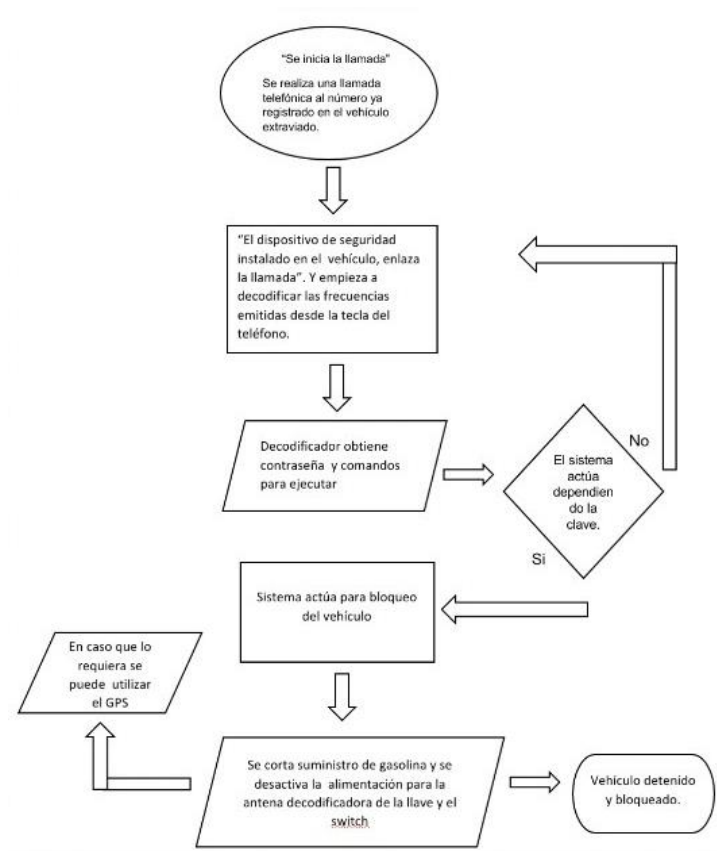 “Se inicia la llamada”
Se realiza una llamada
telefónica al número ya
registrado en el vehículo
extraviado.
“El dispositivo de seguridad
instalado en el vehículo, enlaza
la llamada”. Y empieza a
decodificar las frecuencias
emitidas desde la tecla del
teléfono.
Decodificador obtiene
contraseña y comandos
para ejecutar
No
El sistema
actúa
dependien
do la
clave.
Si
Sistema actúa para bloqueo
del vehículo
En caso que lo
requiera se
puede utilizar
el GPS
Se corta suministro de gasolina y se
desactiva la alimentación para la
antena decodificadora de la llave y el
switch
Vehículo detenido
y bloqueado.